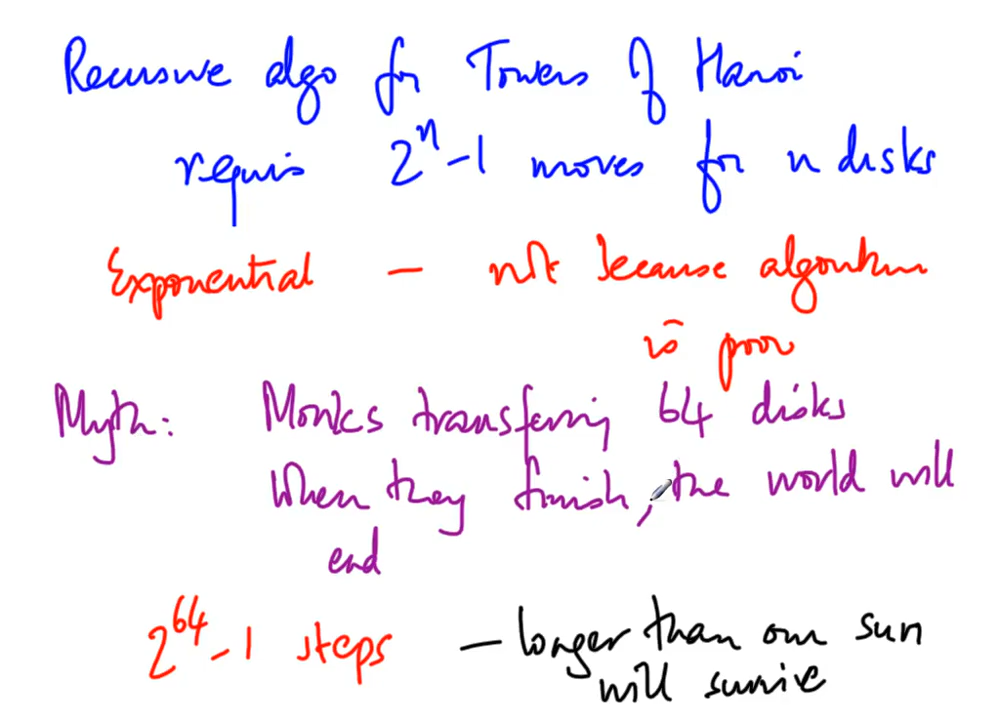 Recursive algo for Towers of Hanoi
requires 2^n - 1 moves for n disks
Exponential - not because algorithm
is poor
Myth: Monks transferring 64 disks
When they finish, the world will
end
2^64 - 1 steps - longer than our sun
will survive